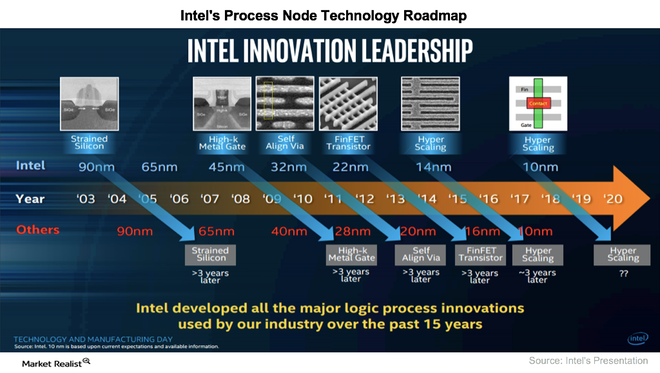 Intel's Process Node Technology Roadmap
INTEL INNOVATION LEADERSHIP
Fin
Contact
Gate
Strained
Silicon
High-k
Metal Gate
Self
Align Via
FinFET
Transistor
Hyper
Scaling
Hyper
Scaling
Intel 90nm 65nm 45nm 32nm 22nm 14nm 10nm
Year '03 '04 '05 '06 '07 '08 '09 '10 '11 '12 '13 '14 '15 '16 '17 '18 '19 '20
Others 90nm 65nm 40nm 28nm 20nm 16nm 10nm
Strained
Silicon
>3 years
later
High-k
Metal Gate
>3 years
later
Self
Align Via
>3 years
later
FinFET
Transistor
>3 years
later
Hyper
Scaling
~3 years
later
Hyper
Scaling
??
Intel developed all the major logic process innovations
used by our industry over the past 15 years
TECHNOLOGY AND MANUFACTURING DAY
Source: Intel. 10 nm is based upon current expectations and available information.
intel
Market Realist
Source: Intel's Presentation